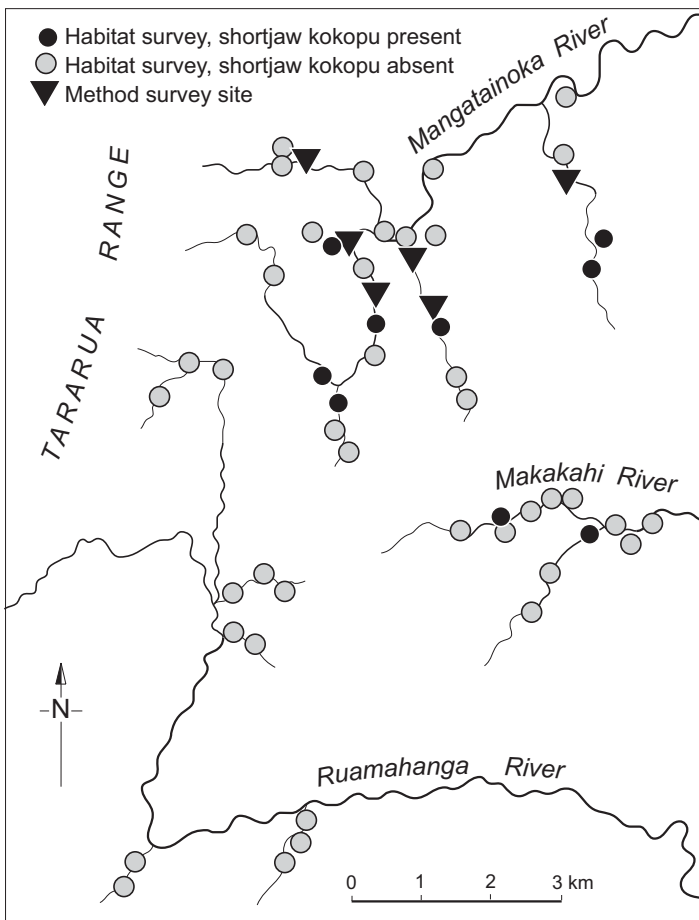 Habitat survey, shortjaw kokopu present
Habitat survey, shortjaw kokopu absent
Method survey site
Mangatainoka River
TARARUA RANGE
Makakahi River
N
Ruamahanga River
0 1 2 3 km